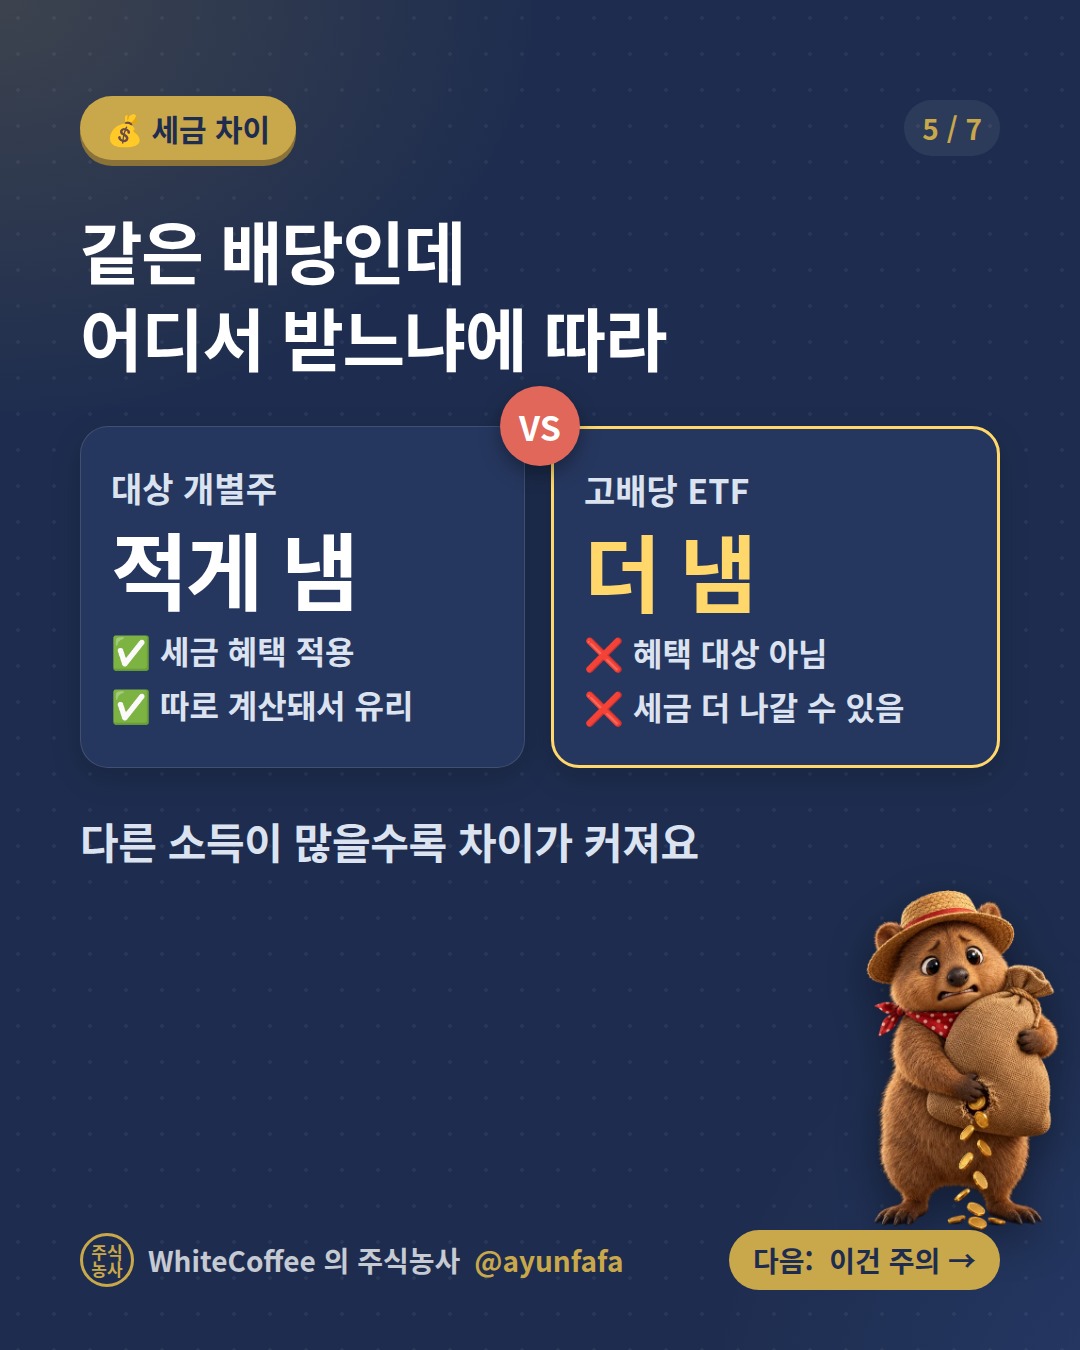 💰 세금 차이
5 / 7
같은 배당인데
어디서 받느냐에 따라
VS
대상 개별주
적게 냄
✅ 세금 혜택 적용
✅ 따로 계산돼서 유리
고배당 ETF
더 냄
❌ 혜택 대상 아님
❌ 세금 더 나갈 수 있음
다른 소득이 많을수록 차이가 커져요
주식
농사
WhiteCoffee 의 주식농사 @ayunfafa
다음: 이건 주의 →